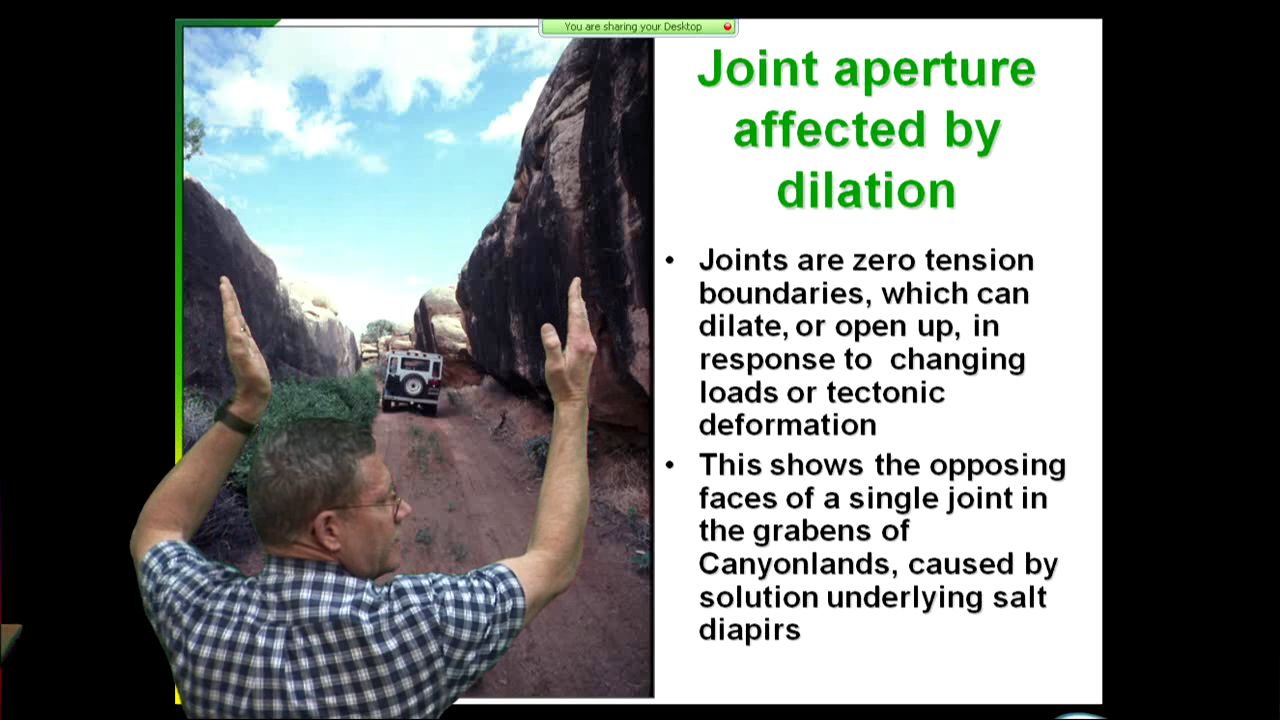 You are sharing your Desktop
Joint aperture
affected by
dilation
• Joints are zero tension
boundaries, which can
dilate, or open up, in
response to changing
loads or tectonic
deformation
• This shows the opposing
faces of a single joint in
the grabens of
Canyonlands, caused by
solution underlying salt
diapirs